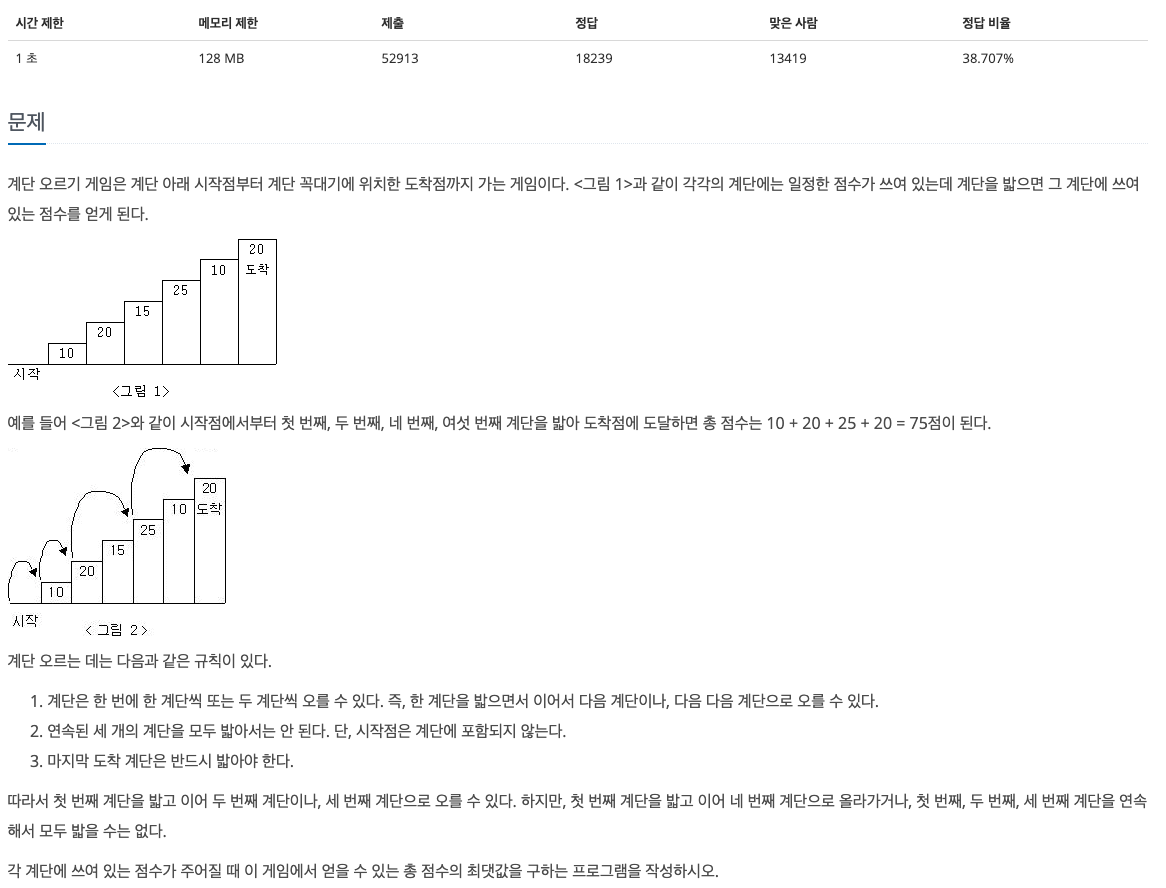 시간 제한 메모리 제한 제출 정답 맞은 사람 정답 비율
1 초 128 MB 52913 18239 13419 38.707%
문제
계단 오르기 게임은 계단 아래 시작점부터 계단 꼭대기에 위치한 도착점까지 가는 게임이다. <그림 1>과 같이 각각의 계단에는 일정한 점수가 쓰여 있는데 계단을 밟으면 그 계단에 쓰여
있는 점수를 얻게 된다.
20
10 도착
25
15
20
10
시작
<그림 1>
예를 들어 <그림 2>와 같이 시작점에서부터 첫 번째, 두 번째, 네 번째, 여섯 번째 계단을 밟아 도착점에 도달하면 총 점수는 10 + 20 + 25 + 20 = 75점이 된다.
20
10 도착
25
15
20
10
시작
< 그림 2>
계단 오르는 데는 다음과 같은 규칙이 있다.
1. 계단은 한 번에 한 계단씩 또는 두 계단씩 오를 수 있다. 즉, 한 계단을 밟으면서 이어서 다음 계단이나, 다음 다음 계단으로 오를 수 있다.
2. 연속된 세 개의 계단을 모두 밟아서는 안 된다. 단, 시작점은 계단에 포함되지 않는다.
3. 마지막 도착 계단은 반드시 밟아야 한다.
따라서 첫 번째 계단을 밟고 이어 두 번째 계단이나, 세 번째 계단으로 오를 수 있다. 하지만, 첫 번째 계단을 밟고 이어 네 번째 계단으로 올라가거나, 첫 번째, 두 번째, 세 번째 계단을 연속
해서 모두 밟을 수는 없다.
각 계단에 쓰여 있는 점수가 주어질 때 이 게임에서 얻을 수 있는 총 점수의 최댓값을 구하는 프로그램을 작성하시오.